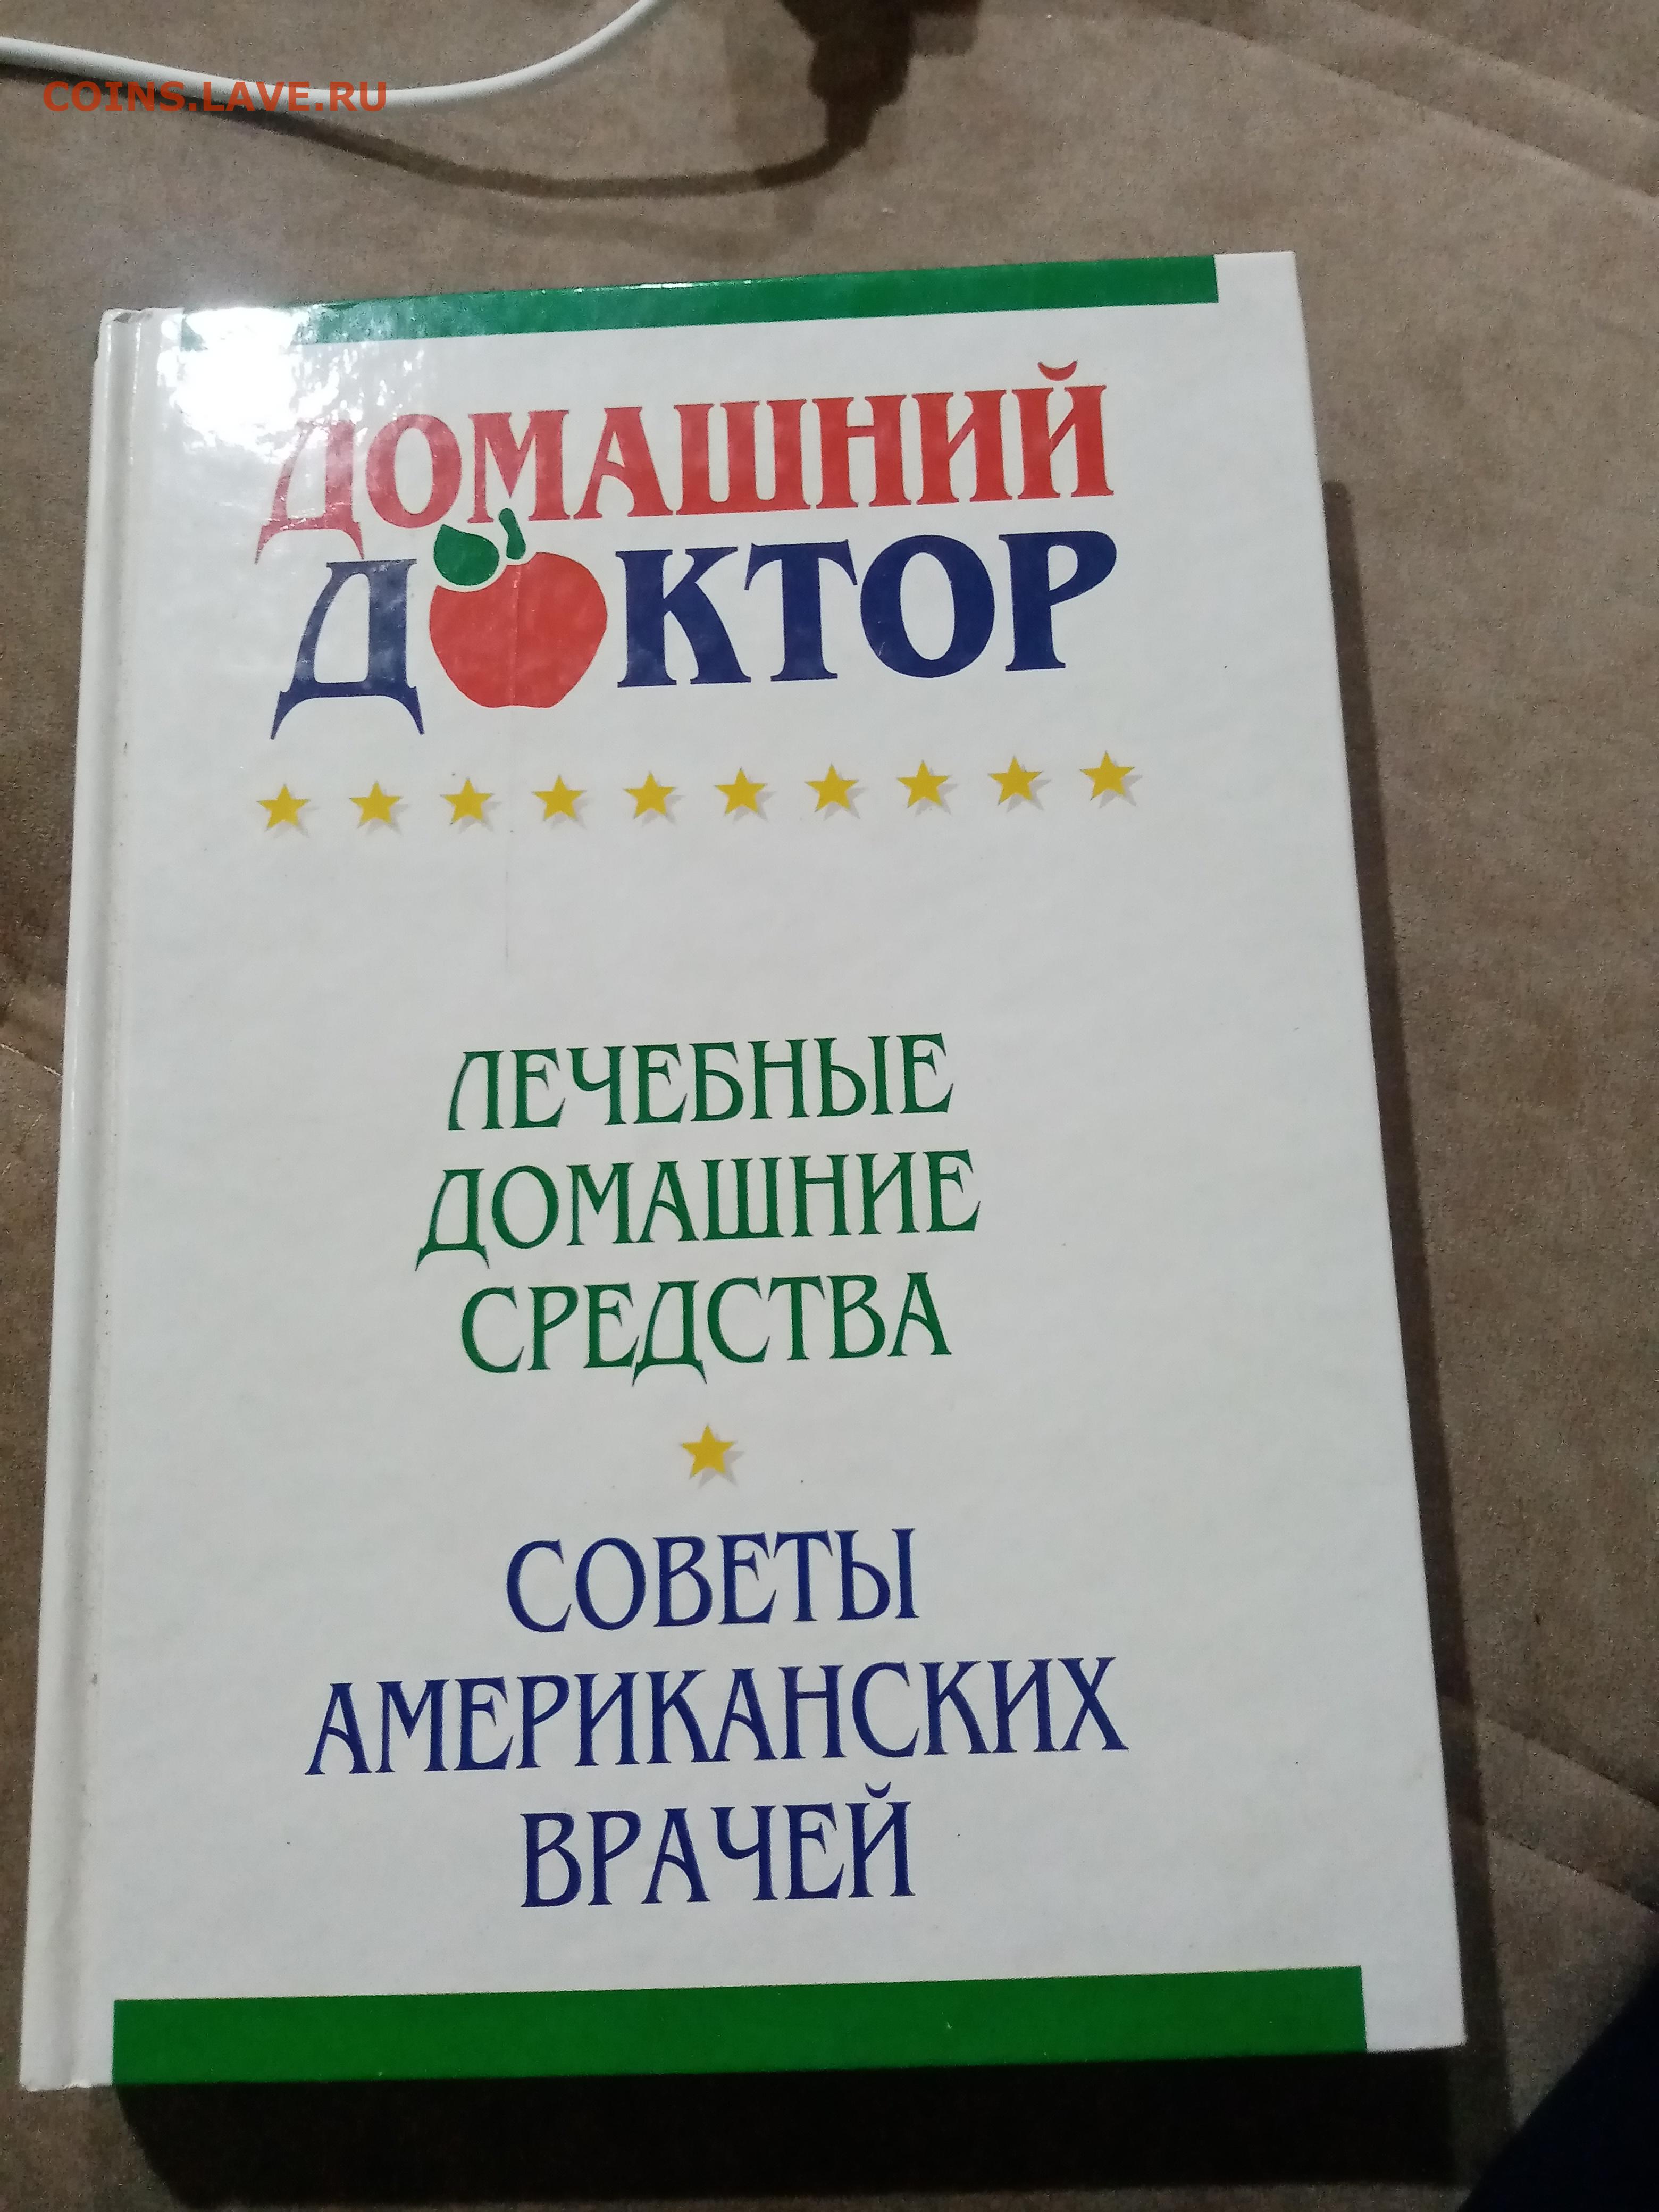 COINS.LAVE.RU
ДОМАШНИЙ
ДОКТОР
ЛЕЧЕБНЫЕ
ДОМАШНИЕ
СРЕДСТВА
СОВЕТЫ
АМЕРИКАНСКИХ
ВРАЧЕЙ